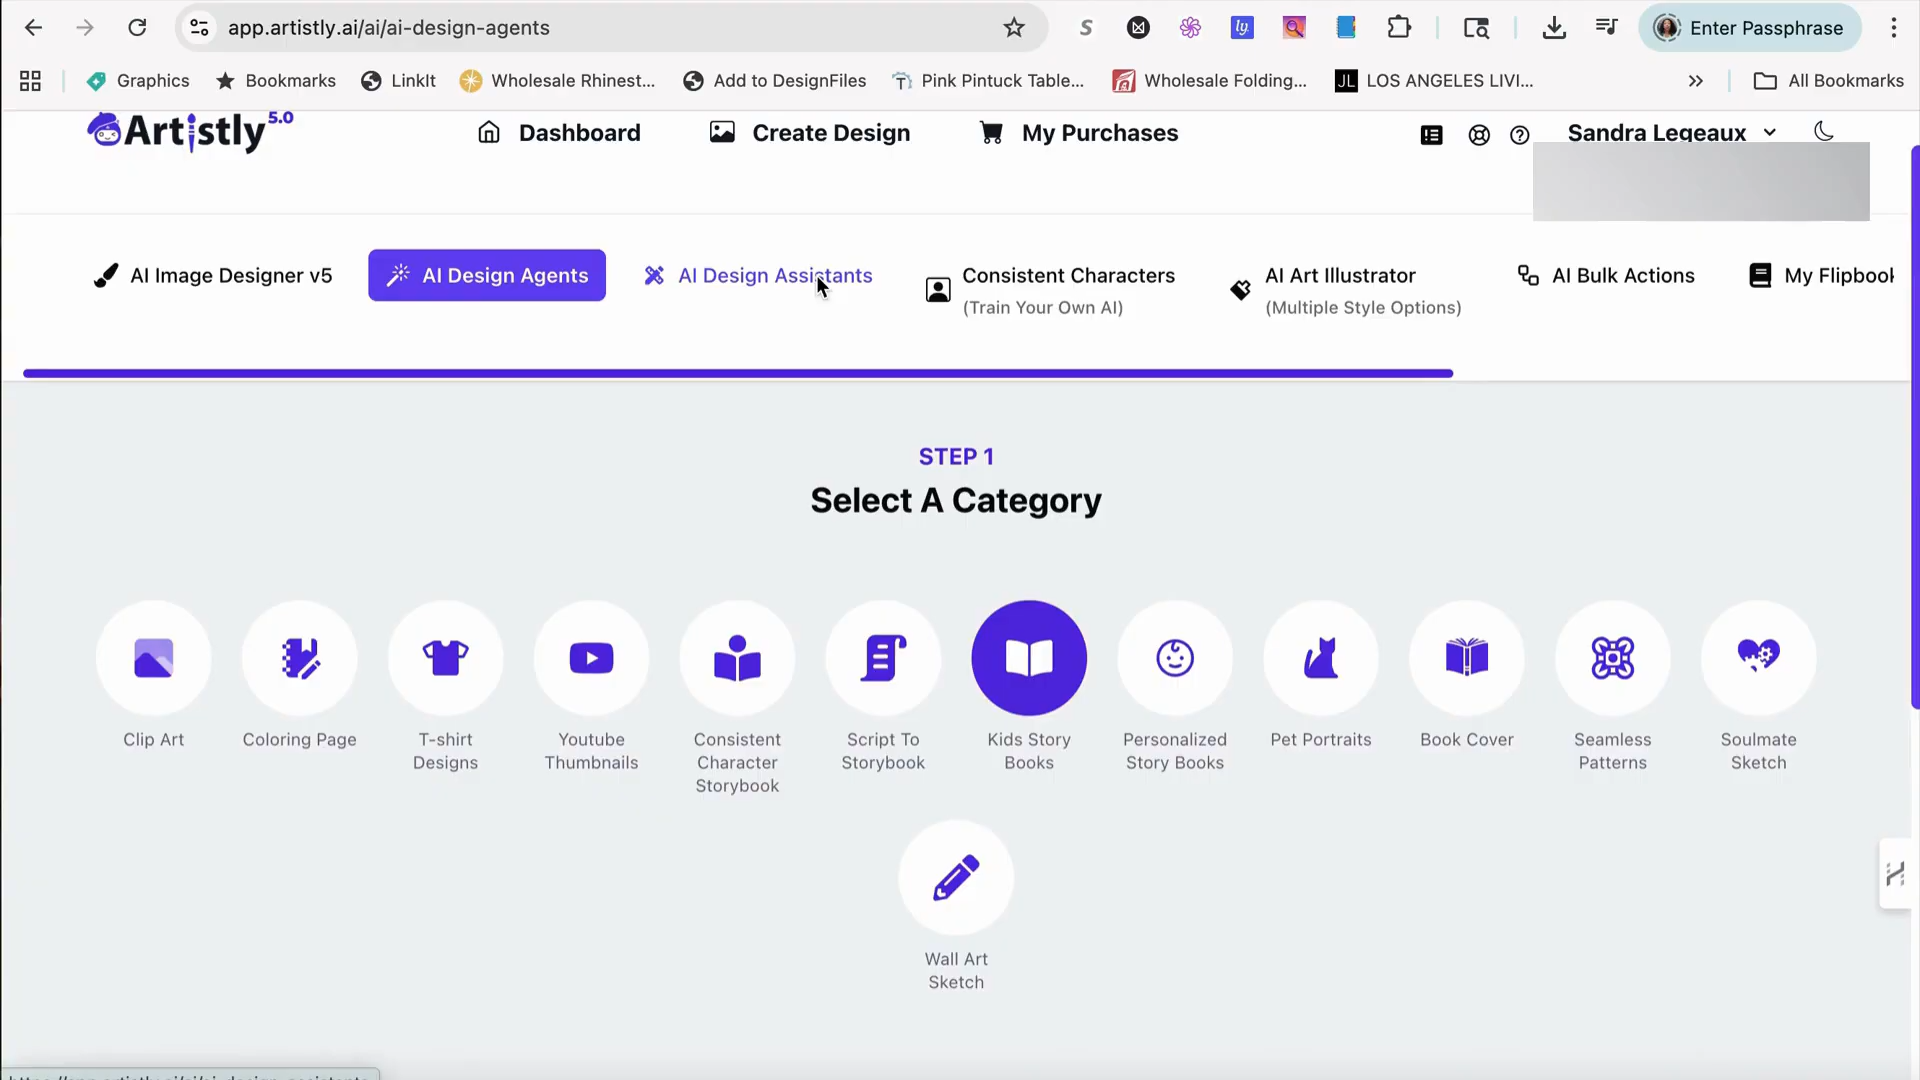 app.artistly.ai/ai/ai-design-agents
Enter Passphrase
Graphics
Bookmarks
LinkIt
Wholesale Rhinest...
Add to DesignFiles
Pink Pintuck Table...
Wholesale Folding...
JL LOS ANGELES LIVI...
All Bookmarks
Artistly 5.0
Dashboard
Create Design
My Purchases
Sandra Legeaux
AI Image Designer v5
AI Design Agents
AI Design Assistants
Consistent Characters
(Train Your Own AI)
AI Art Illustrator
(Multiple Style Options)
AI Bulk Actions
My Flipbook
STEP 1
Select A Category
Clip Art
Coloring Page
T-shirt
Designs
Youtube
Thumbnails
Consistent
Character
Storybook
Script To
Storybook
Kids Story
Books
Personalized
Story Books
Pet Portraits
Book Cover
Seamless
Patterns
Soulmate
Sketch
Wall Art
Sketch